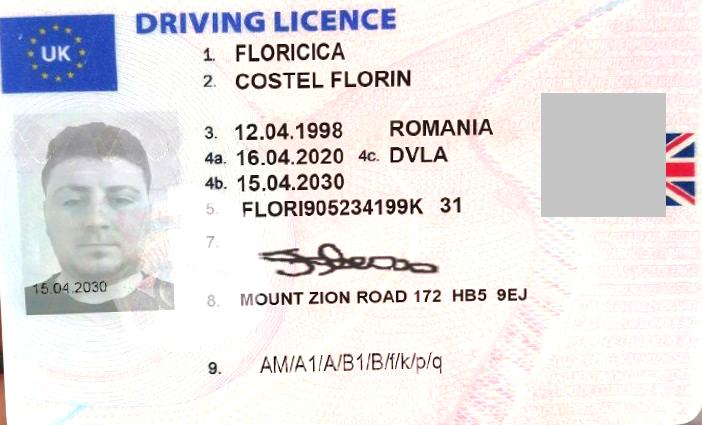 DRIVING LICENCE
UK
1. FLORICICA
2. COSTEL FLORIN
3. 12.04.1998 ROMANIA
4a. 16.04.2020 4c. DVLA
4b. 15.04.2030
5. FLORI905234199K 31
7.
15.04.2030
8. MOUNT ZION ROAD 172 HB5 9EJ
9. AM/A1/A/B1/B/f/k/p/q